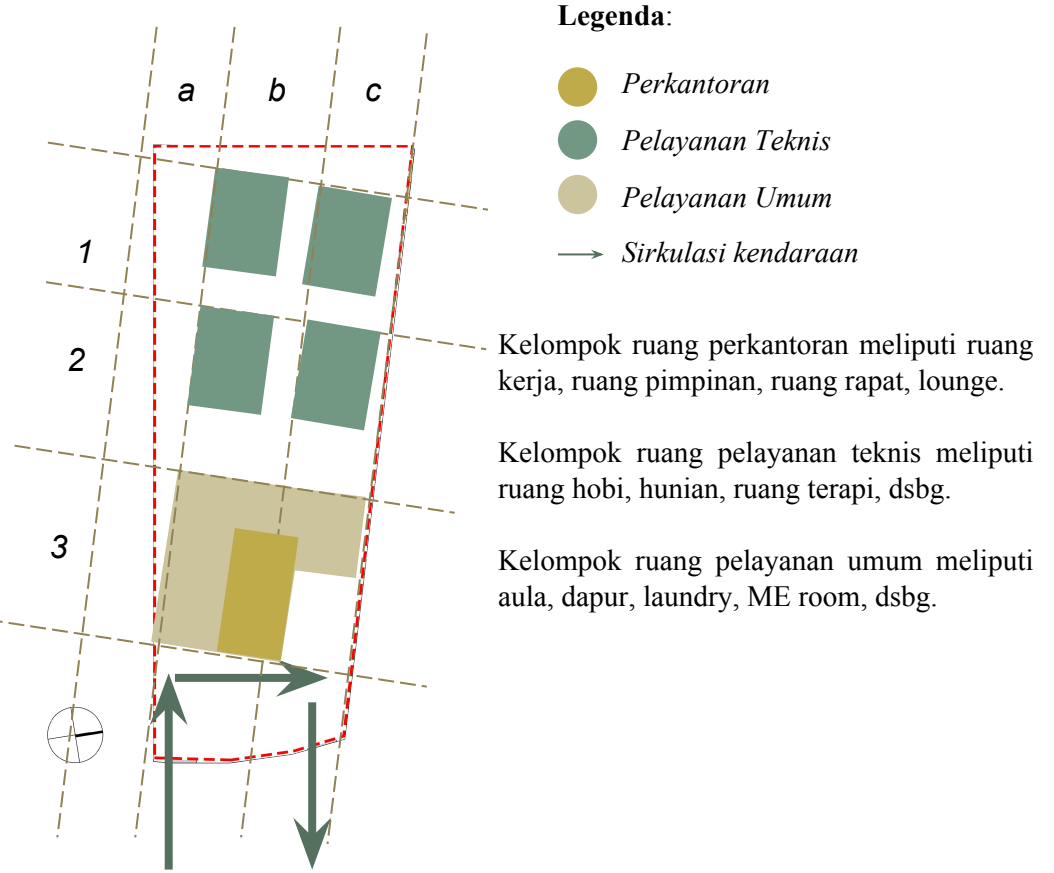 Legenda:
a b c
Perkantoran
Pelayanan Teknis
Pelayanan Umum
Sirkulasi kendaraan
1
2
3
Kelompok ruang perkantoran meliputi ruang
kerja, ruang pimpinan, ruang rapat, lounge.
Kelompok ruang pelayanan teknis meliputi
ruang hobi, hunian, ruang terapi, dsbg.
Kelompok ruang pelayanan umum meliputi
aula, dapur, laundry, ME room, dsbg.